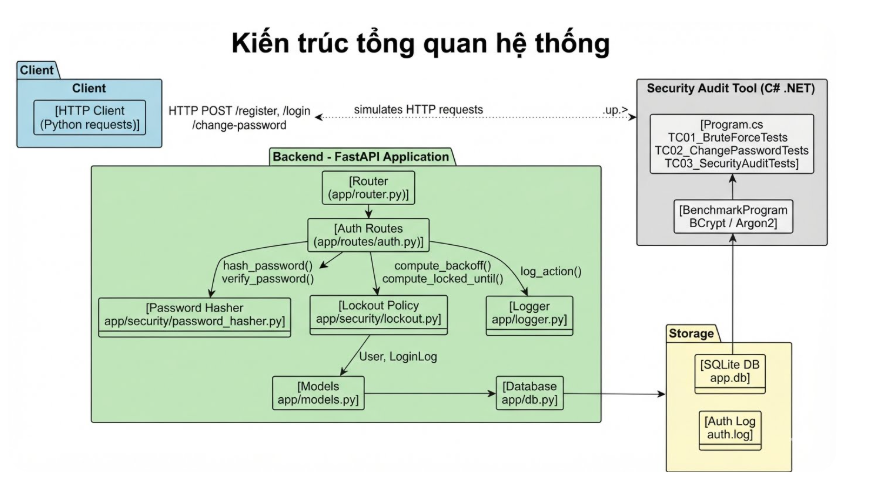 Kiến trúc tổng quan hệ thống
Client
Client
[HTTP Client
(Python requests)]
HTTP POST /register, /login
/change-password
simulates HTTP requests
.up.>
Security Audit Tool (C# .NET)
[Program.cs
TC01_BruteForceTests
TC02_ChangePasswordTests
TC03_SecurityAuditTests]
[BenchmarkProgram
BCrypt / Argon2]
Backend - FastAPI Application
[Router
(app/router.py)]
[Auth Routes
(app/routes/auth.py)]
hash_password()
verify_password()
compute_backoff()
compute_locked_until()
log_action()
[Password Hasher
app/security/password_hasher.py]
[Lockout Policy
app/security/lockout.py]
[Logger
app/logger.py]
User, LoginLog
[Models
app/models.py]
[Database
app/db.py]
Storage
[SQLite DB
app.db]
[Auth Log
auth.log]